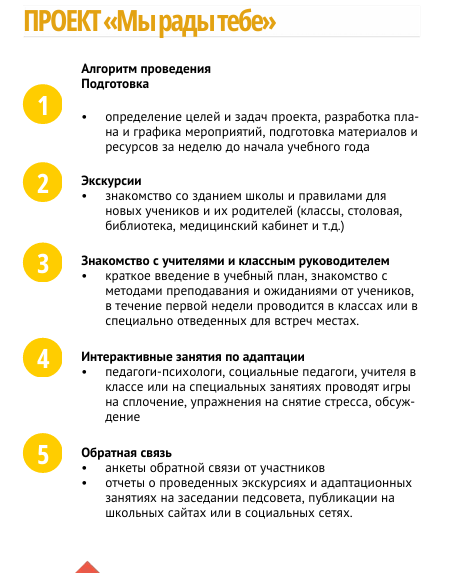 ПРОЕКТ «Мы рады тебе»
Алгоритм проведения
Подготовка
1
• определение целей и задач проекта, разработка пла-
на и графика мероприятий, подготовка материалов и
ресурсов за неделю до начала учебного года
2
Экскурсии
• знакомство со зданием школы и правилами для
новых учеников и их родителей (классы, столовая,
библиотека, медицинский кабинет и т.д.)
3
Знакомство с учителями и классным руководителем
• краткое введение в учебный план, знакомство с
методами преподавания и ожиданиями от учеников,
в течение первой недели проводится в классах или в
специально отведенных для встреч местах.
4
Интерактивные занятия по адаптации
• педагоги-психологи, социальные педагоги, учителя в
классе или на специальных занятиях проводят игры
на сплочение, упражнения на снятие стресса, обсуж-
дение
5
Обратная связь
• анкеты обратной связи от участников
• отчеты о проведенных экскурсиях и адаптационных
занятиях на заседании педсовета, публикации на
школьных сайтах или в социальных сетях.